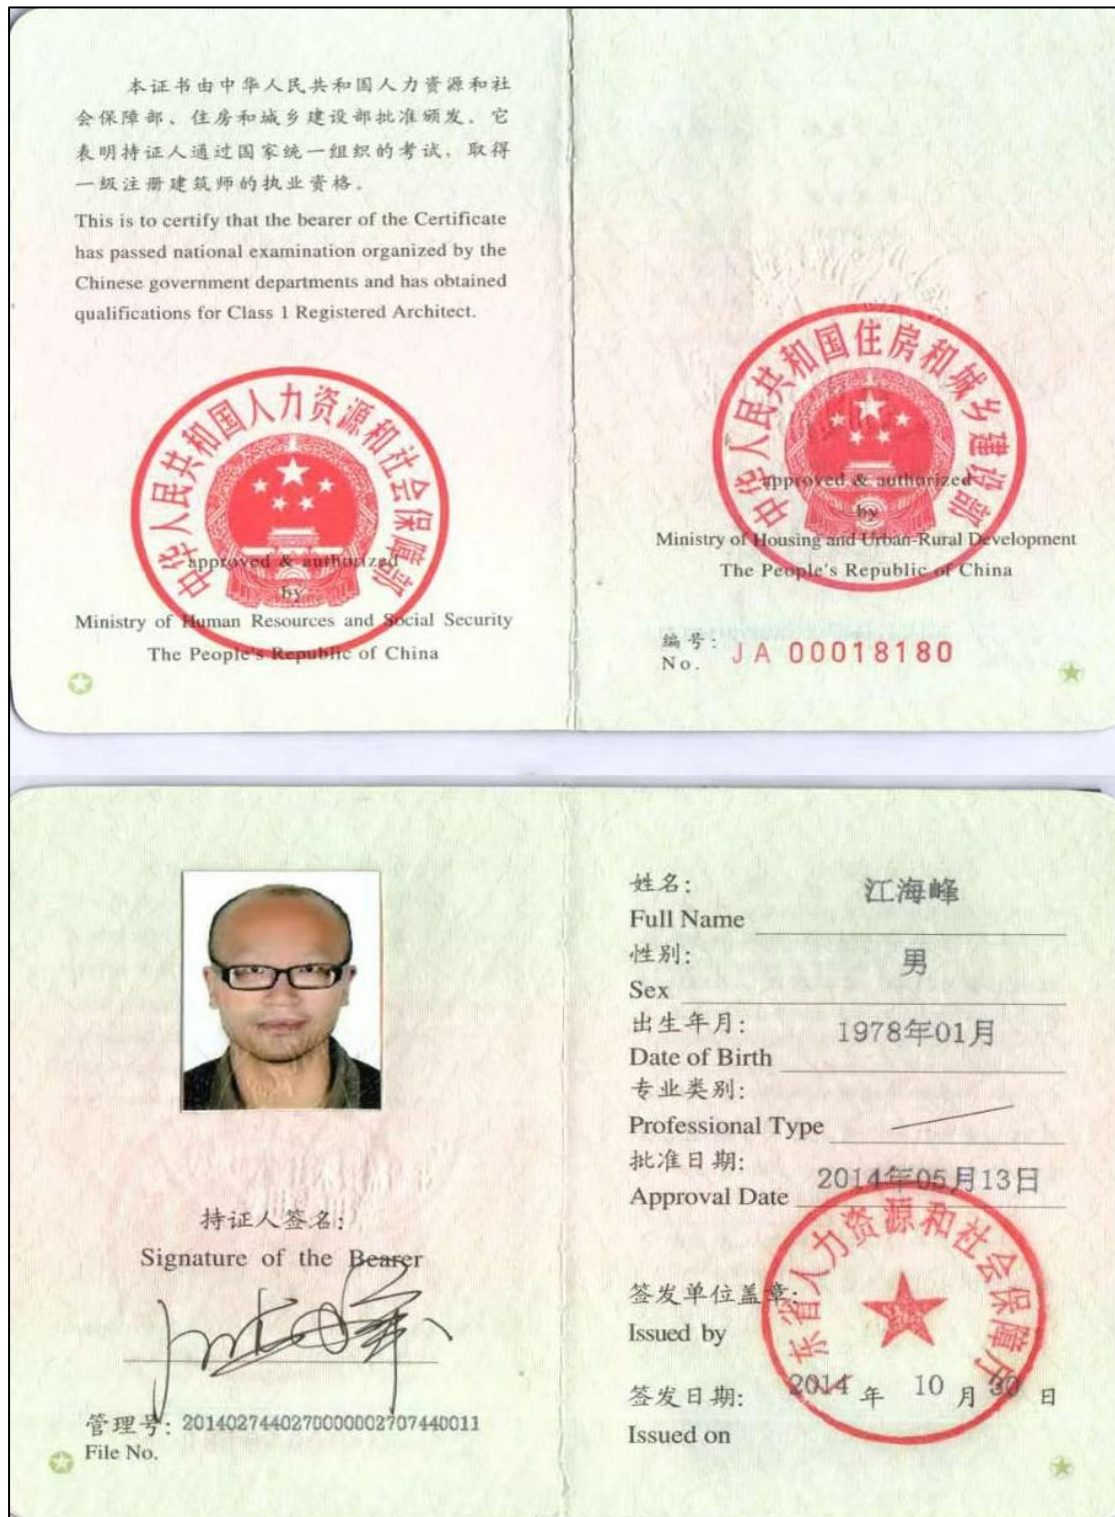 本证书由中华人民共和国人力资源和社
会保障部、住房和城乡建设部批准颁发。它
表明持证人通过国家统一组织的考试，取得
一级注册建筑师的执业资格。
This is to certify that the bearer of the Certificate
has passed national examination organized by the
Chinese government departments and has obtained
qualifications for Class 1 Registered Architect.
中华人民共和国人力资源和社会保障部
approved & authorized
by
Ministry of Human Resources and Social Security
The People's Republic of China
中华人民共和国住房和城乡建设部
approved & authorized
by
Ministry of Housing and Urban-Rural Development
The People's Republic of China
编号:
No. JA 00018180
持证人签名:
Signature of the Bearer
管理号: 2014027440270000002707440011
File No.
姓名: 江海峰
Full Name
性别: 男
Sex
出生年月: 1978年01月
Date of Birth
专业类别:
Professional Type
批准日期: 2014年05月13日
Approval Date
签发单位盖章:
Issued by
东省人力资源和社会保障厅
签发日期: 2014 年 10 月 30 日
Issued on